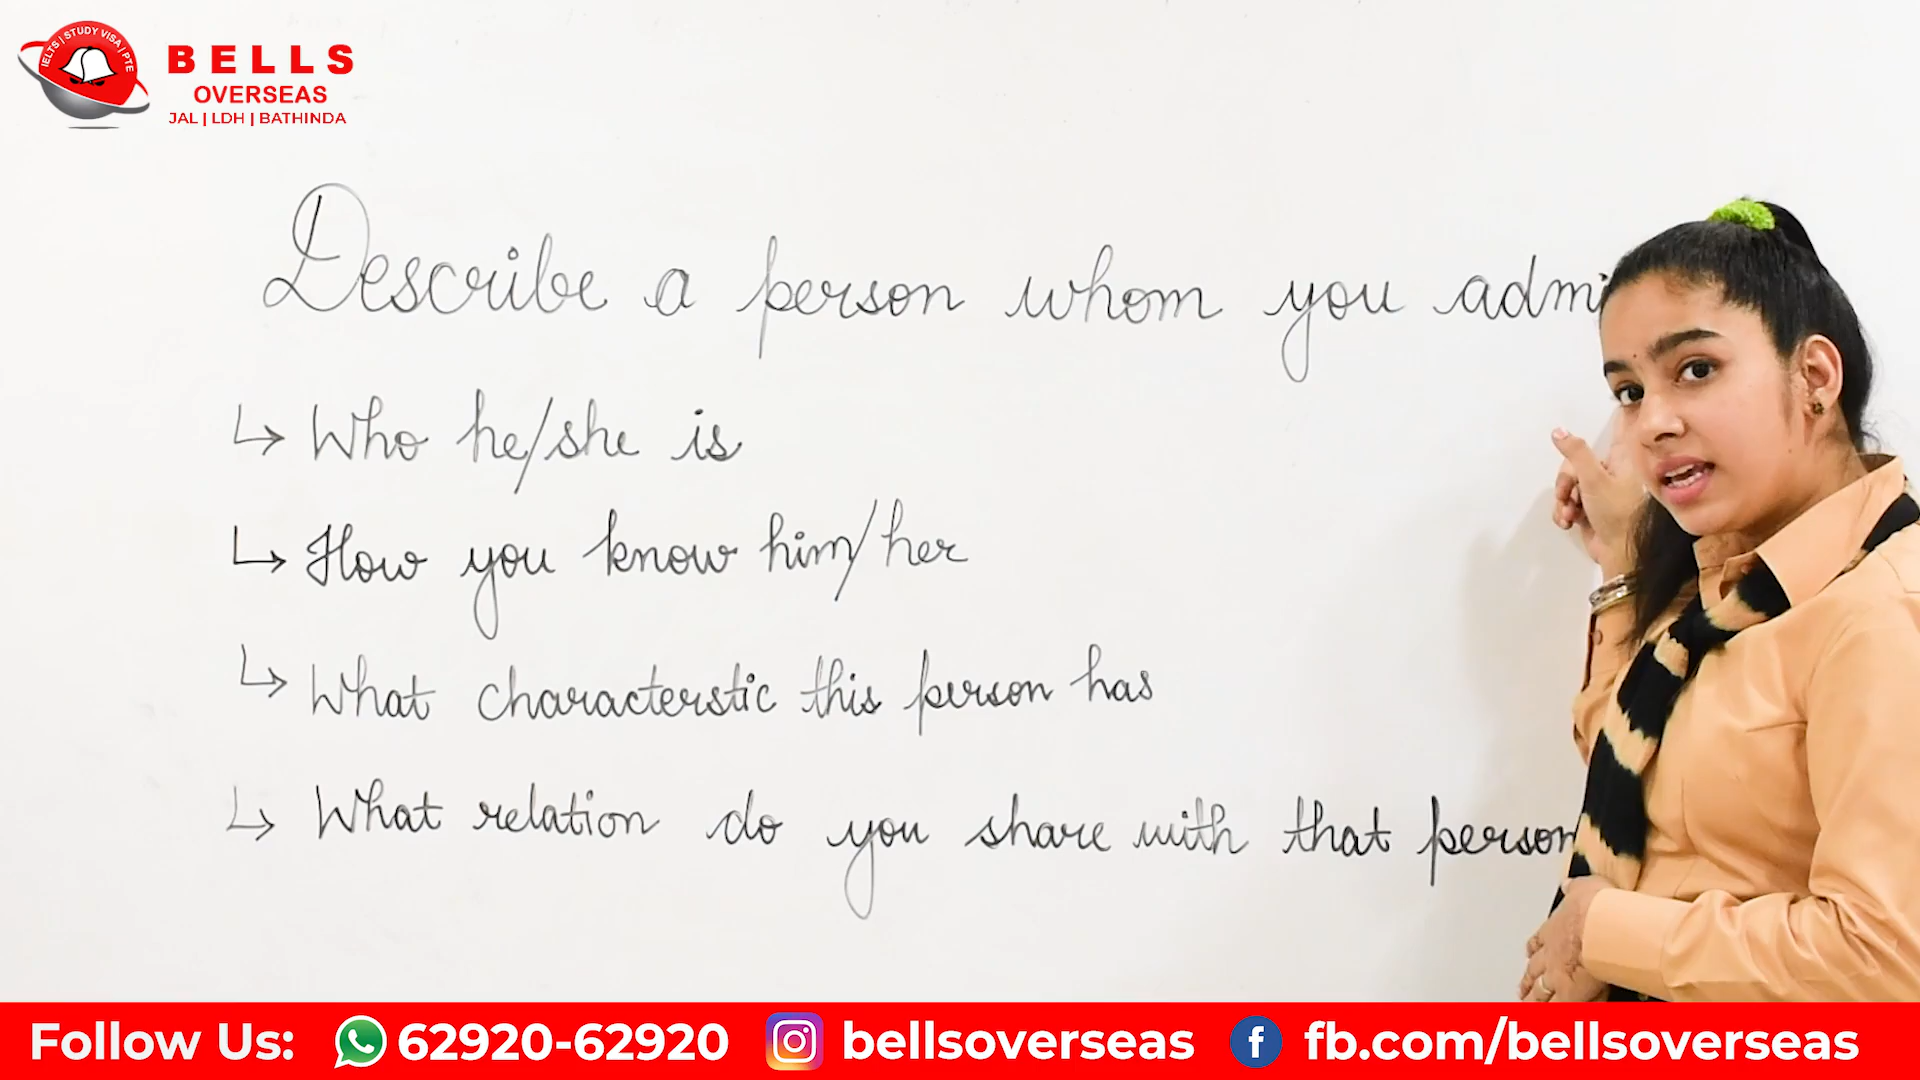 IELTS | STUDY VISA | PTE
BELLS
OVERSEAS
JAL | LDH | BATHINDA
Describe a person whom you admi
↳ Who he/she is
↳ How you know him/her
↳ What characterstic this person has
↳ What relation do you share with that person
Follow Us: 62920-62920 bellsoverseas fb.com/bellsoverseas